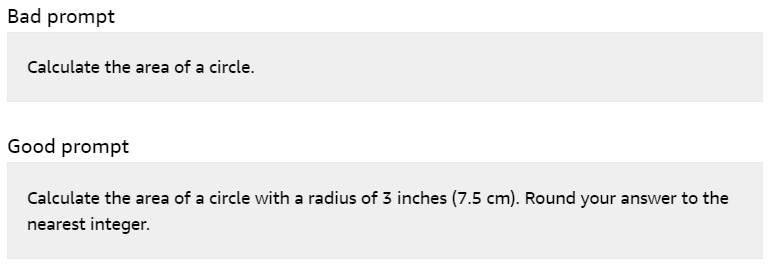 Bad prompt
Calculate the area of a circle.
Good prompt
Calculate the area of a circle with a radius of 3 inches (7.5 cm). Round your answer to the
nearest integer.